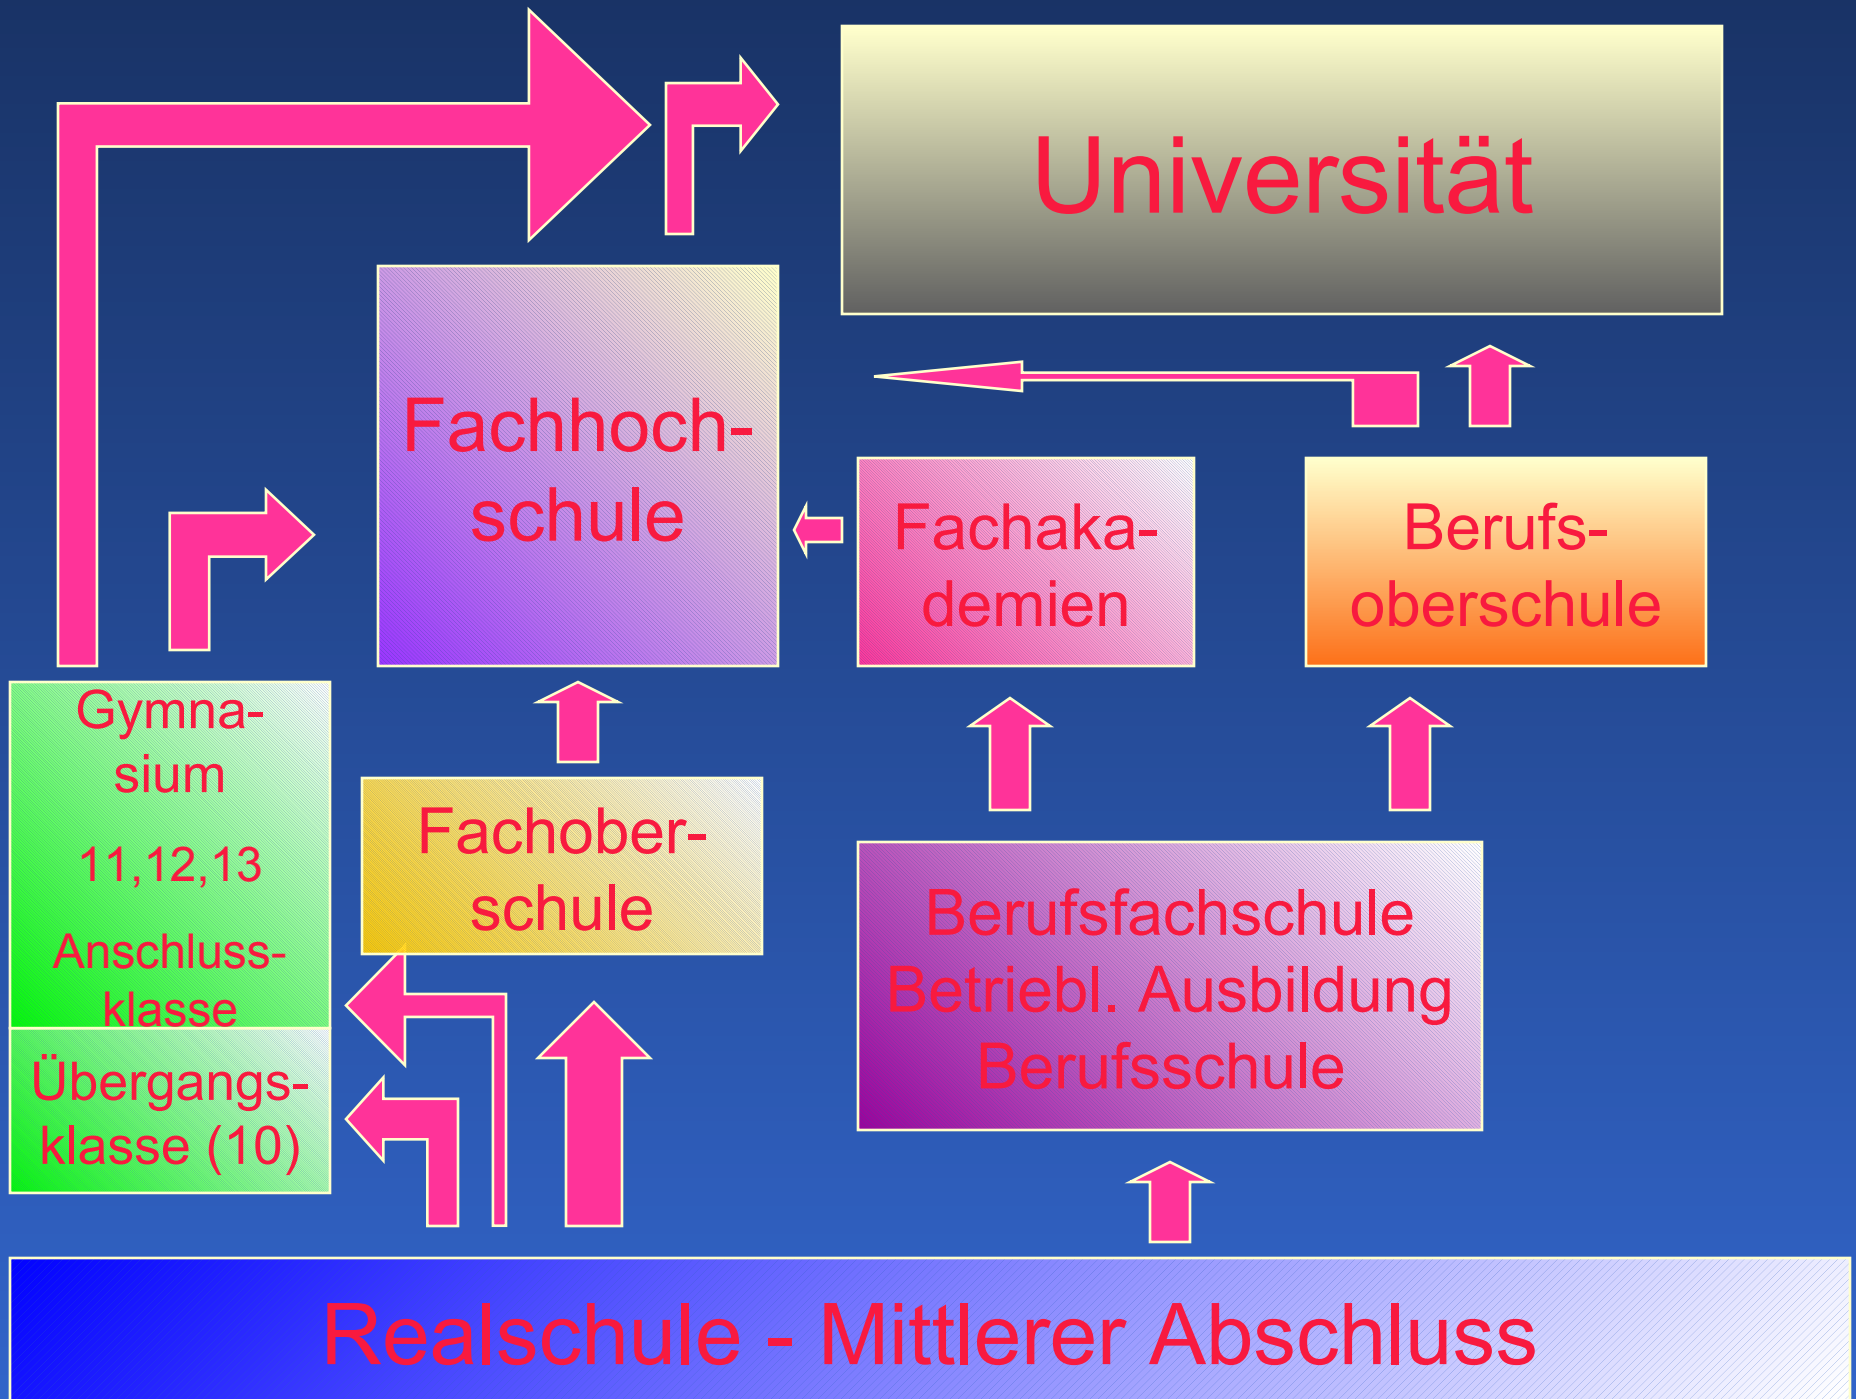 Universität
Fachhoch-
schule
Fachaka-
demien
Berufs-
oberschule
Gymna-
sium
11,12,13
Anschluss-
klasse
Fachober-
schule
Berufsfachschule
Betriebl. Ausbildung
Berufsschule
Übergangs-
klasse (10)
Realschule - Mittlerer Abschluss